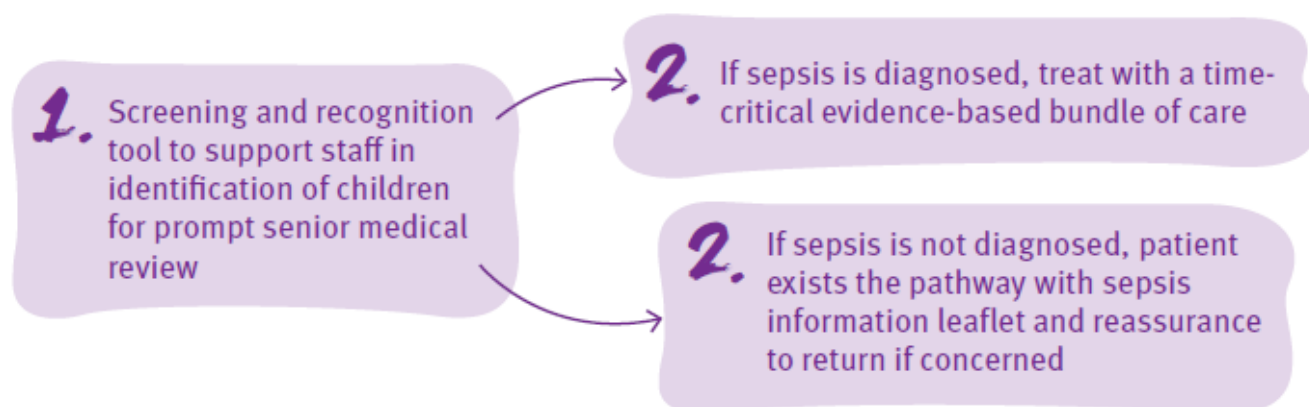 1.
Screening and recognition
tool to support staff in
identification of children
for prompt senior medical
review
2.
If sepsis is diagnosed, treat with a time-
critical evidence-based bundle of care
2.
If sepsis is not diagnosed, patient
exists the pathway with sepsis
information leaflet and reassurance
to return if concerned